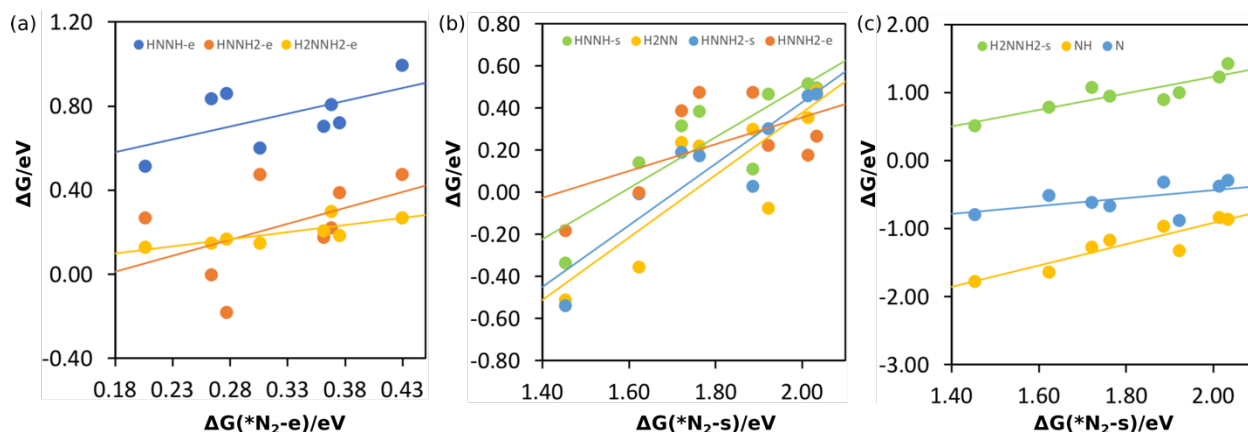 (a)
1.20
0.80
0.40
0.00
-0.40
ΔG/eV
HNNH-e HNNH2-e H2NNH2-e
0.18 0.23 0.28 0.33 0.38 0.43
ΔG(*N₂-e)/eV
(b)
0.80
0.60
0.40
0.20
0.00
-0.20
-0.40
-0.60
-0.80
ΔG/eV
HNNH-s H2NN HNNH2-s HNNH2-e
1.40 1.60 1.80 2.00
ΔG(*N₂-s)/eV
(c)
2.00
1.00
0.00
-1.00
-2.00
-3.00
ΔG/eV
H2NNH2-s NH N
1.40 1.60 1.80 2.00
ΔG(*N₂-s)/eV